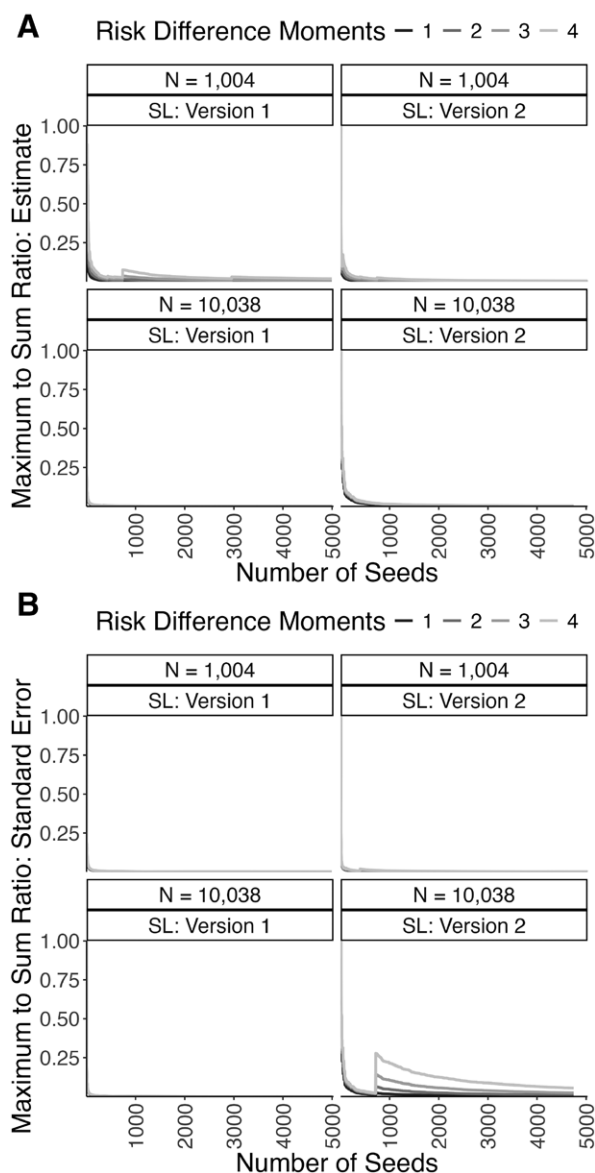 A
Risk Difference Moments 1 2 3 4
Maximum to Sum Ratio: Estimate
N = 1,004
SL: Version 1
N = 1,004
SL: Version 2
1.00
0.75
0.50
0.25
N = 10,038
SL: Version 1
N = 10,038
SL: Version 2
1.00
0.75
0.50
0.25
1000
2000
3000
4000
5000
1000
2000
3000
4000
5000
Number of Seeds
B
Risk Difference Moments 1 2 3 4
Maximum to Sum Ratio: Standard Error
N = 1,004
SL: Version 1
N = 1,004
SL: Version 2
1.00
0.75
0.50
0.25
N = 10,038
SL: Version 1
N = 10,038
SL: Version 2
1.00
0.75
0.50
0.25
1000
2000
3000
4000
5000
1000
2000
3000
4000
5000
Number of Seeds